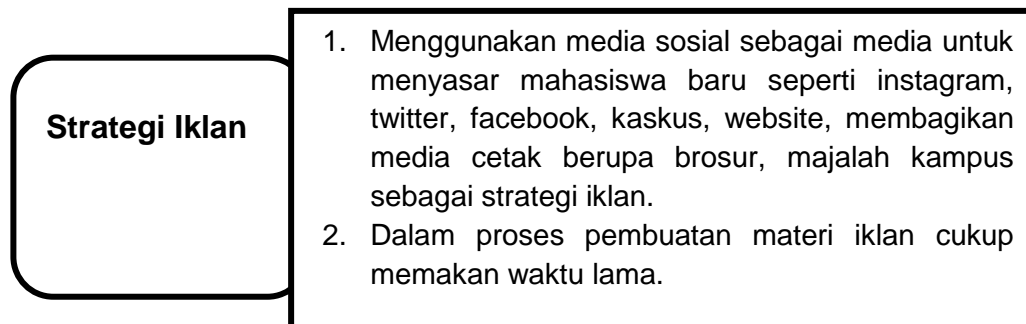 Strategi Iklan
1. Menggunakan media sosial sebagai media untuk
menyasar mahasiswa baru seperti instagram,
twitter, facebook, kaskus, website, membagikan
media cetak berupa brosur, majalah kampus
sebagai strategi iklan.
2. Dalam proses pembuatan materi iklan cukup
memakan waktu lama.